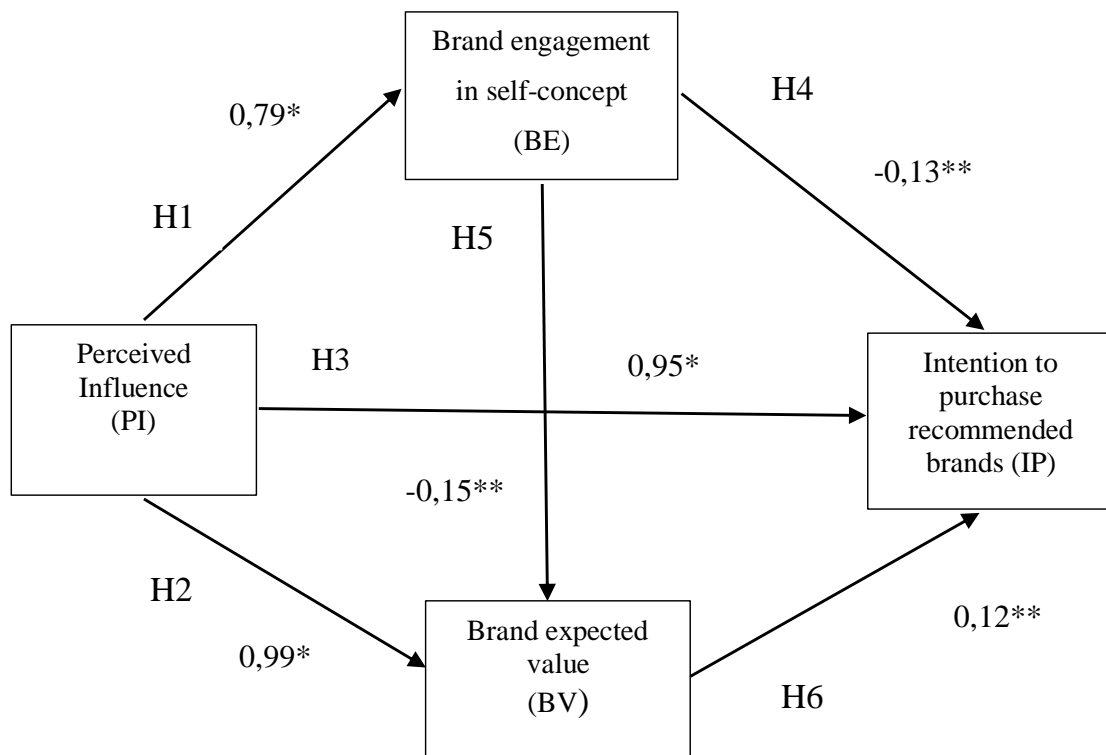 Brand engagement
in self-concept
(BE)
H4
0,79*
-0,13**
H1
H5
Perceived
Influence
(PI)
H3
0,95*
Intention to
purchase
recommended
brands (IP)
-0,15**
H2
0,99*
Brand expected
value
(BV)
0,12**
H6